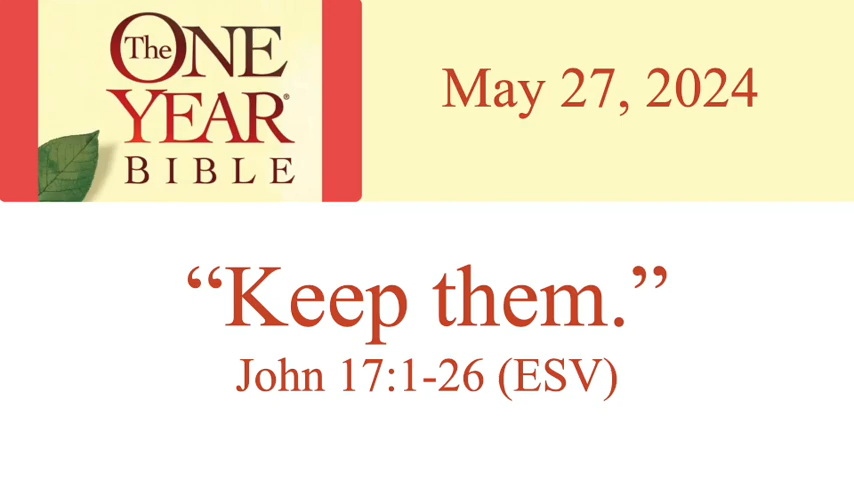 The ONE
YEAR®
BIBLE
May 27, 2024
“Keep them.”
John 17:1-26 (ESV)